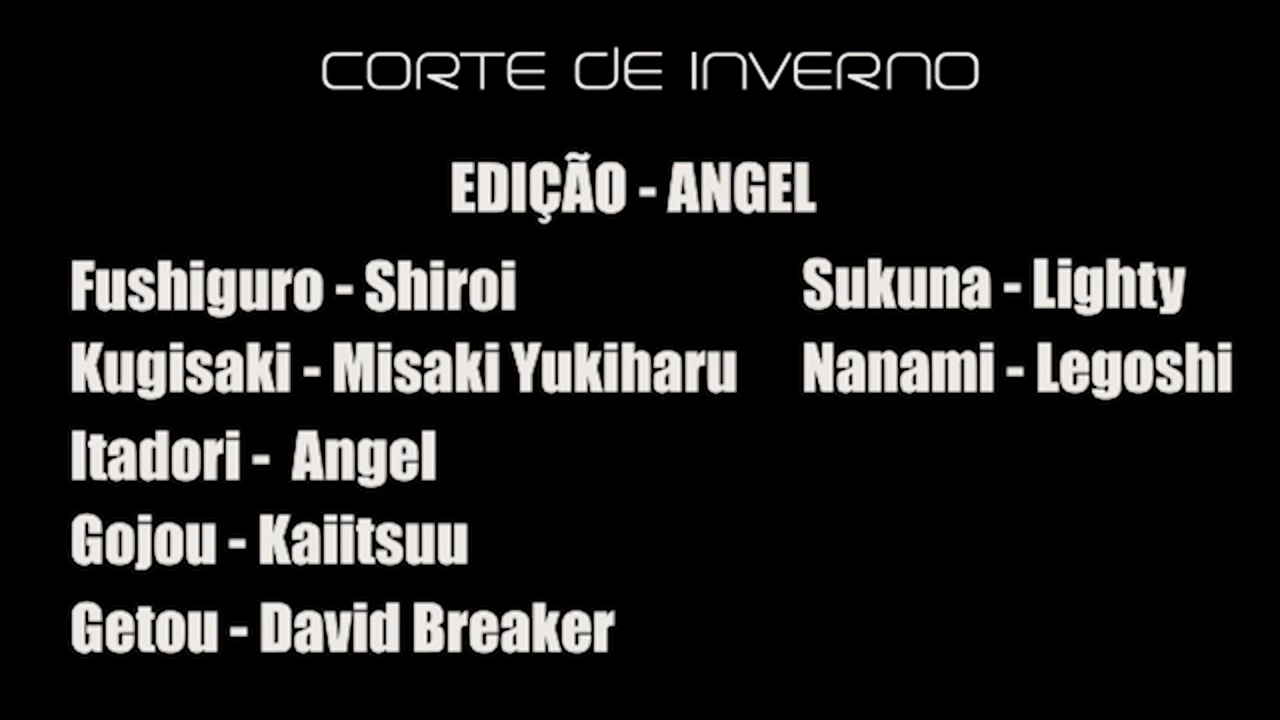 CORTE DE INVERNO
EDIÇÃO - ANGEL
Fushiguro - Shiroi
Kugisaki - Misaki Yukiharu
Itadori - Angel
Gojou - Kaiitsuu
Getou - David Breaker
Sukuna - Lighty
Nanami - Legoshi